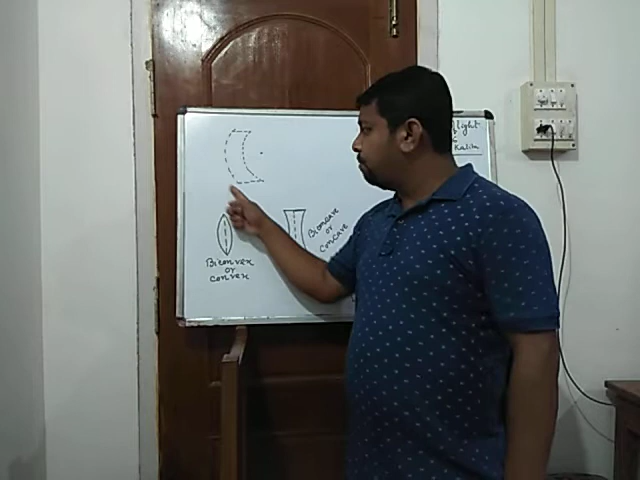 light
Biconvex
or
convex
Biconcave
or
concave